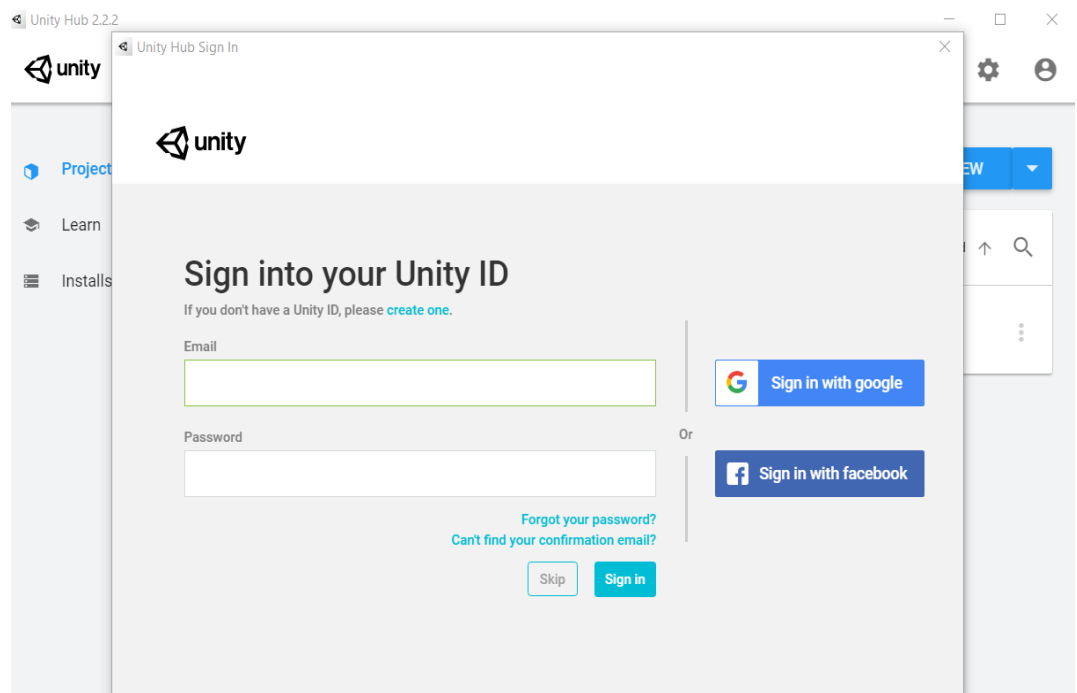 Unity Hub 2.2.2
Unity Hub Sign In
unity
unity
Project
Learn
Installs
EW
Sign into your Unity ID
If you don't have a Unity ID, please create one.
Email
Sign in with google
Password
Or
Sign in with facebook
Forgot your password?
Can't find your confirmation email?
Skip
Sign in